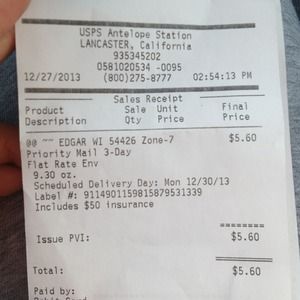 USPS Antelope Station
LANCASTER, California
935345202
0581020534 -0095
12/27/2013 (800)275-8777 02:54:13 PM
Sales Receipt
Product Sale Unit Final
Description Qty Price Price
@@ ~~ EDGAR WI 54426 Zone-7 $5.60
Priority Mail 3-Day
Flat Rate Env
9.30 oz.
Scheduled Delivery Day: Mon 12/30/13
Label #: 9114901159815879531339
Includes $50 insurance
========
Issue PVI: $5.60
Total: $5.60
Paid by: